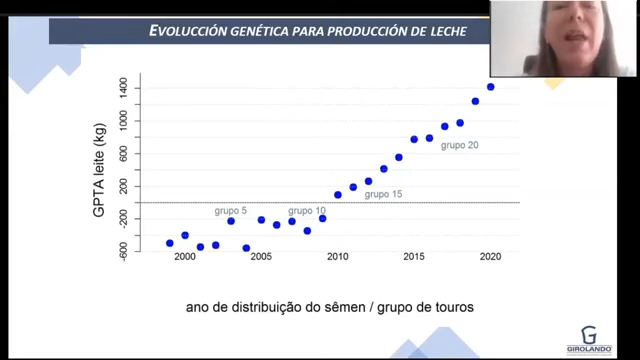 EVOLUCCIÓN GENÉTICA PARA PRODUCCIÓN DE LECHE
GPTA leite (kg)
1400
1000
600
200
-200
-600
grupo 5
grupo 10
grupo 15
grupo 20
2000
2005
2010
2015
2020
ano de distribuição do sêmen / grupo de touros
GIROLANDO